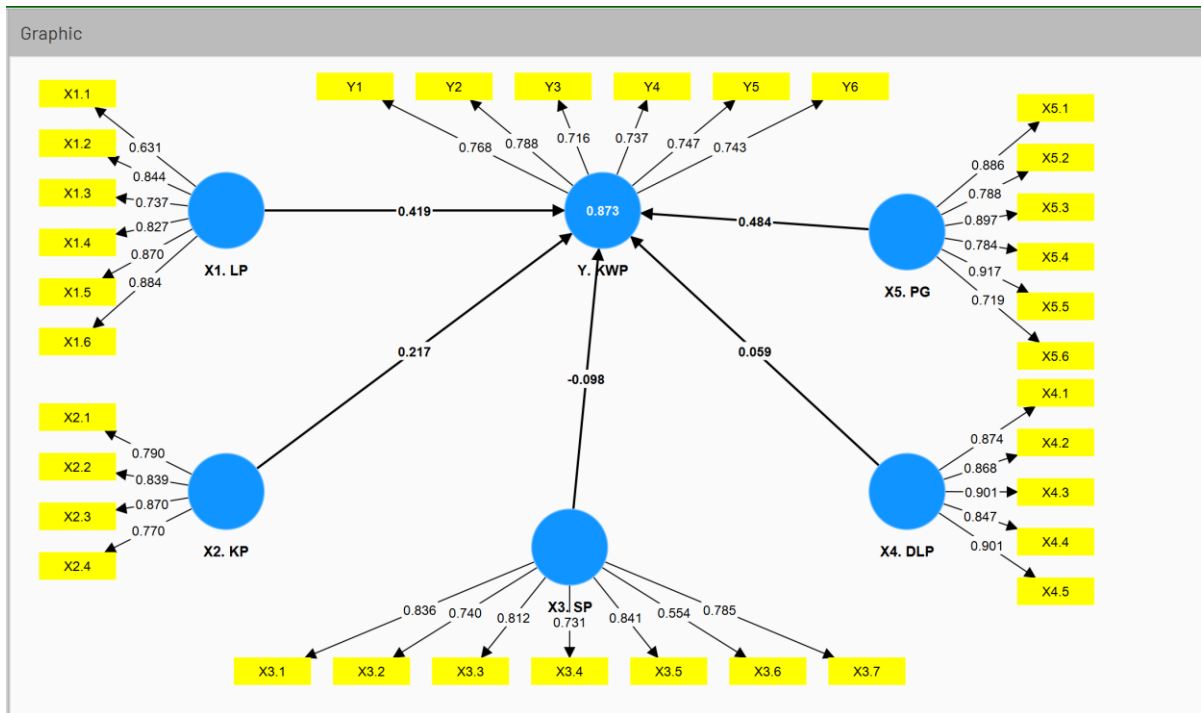 Graphic
X1.1
X1.2
X1.3
X1.4
X1.5
X1.6
0.631
0.844
0.737
0.827
0.870
0.884
X1. LP
Y1
Y2
Y3
Y4
Y5
Y6
0.768
0.788
0.716
0.737
0.747
0.743
0.873
Y. KWP
X5.1
X5.2
X5.3
X5.4
X5.5
X5.6
0.886
0.788
0.897
0.784
0.917
0.719
X5. PG
0.419
0.484
0.217
-0.098
0.059
X2.1
X2.2
X2.3
X2.4
0.790
0.839
0.870
0.770
X2. KP
X3. SP
0.836
0.740
0.812
0.731
0.841
0.554
0.785
X3.1
X3.2
X3.3
X3.4
X3.5
X3.6
X3.7
X4.1
X4.2
X4.3
X4.4
X4.5
0.874
0.868
0.901
0.847
0.901
X4. DLP